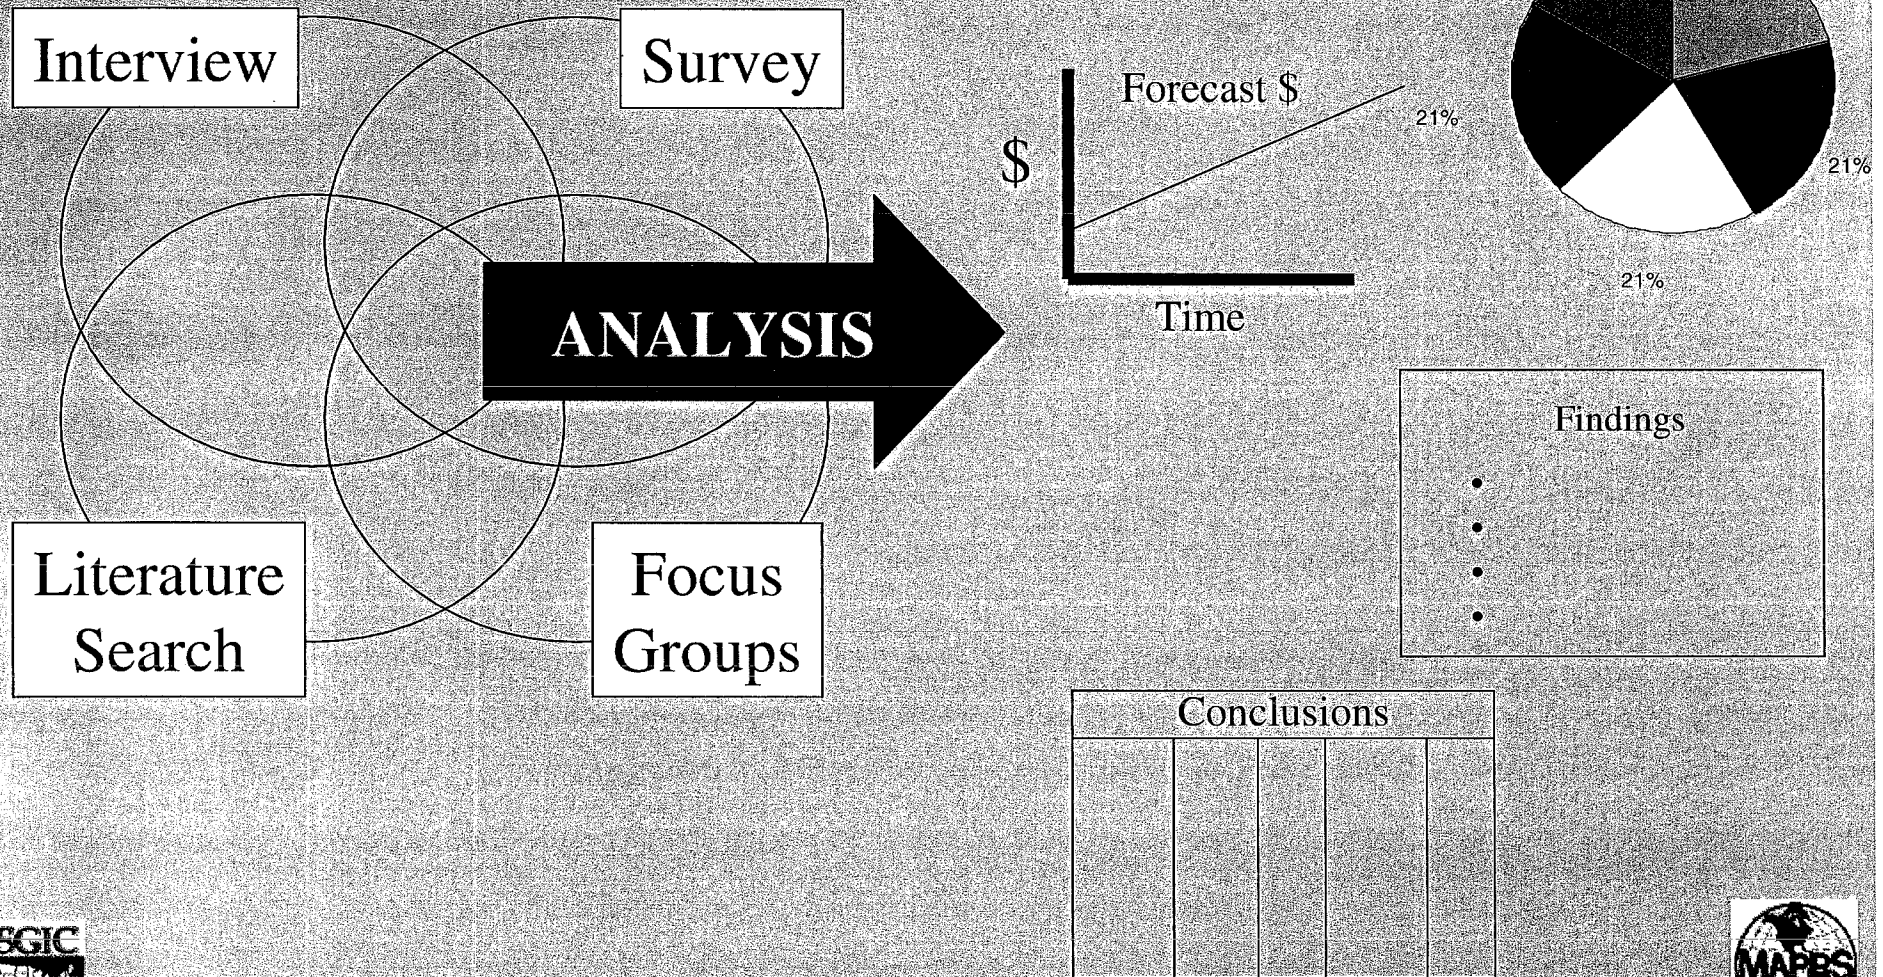 Interview
Survey
Forecast $
21%
$
21%
21%
ANALYSIS
Time
Findings
Literature
Search
Focus
Groups
Conclusions
SGIC
MAPPS